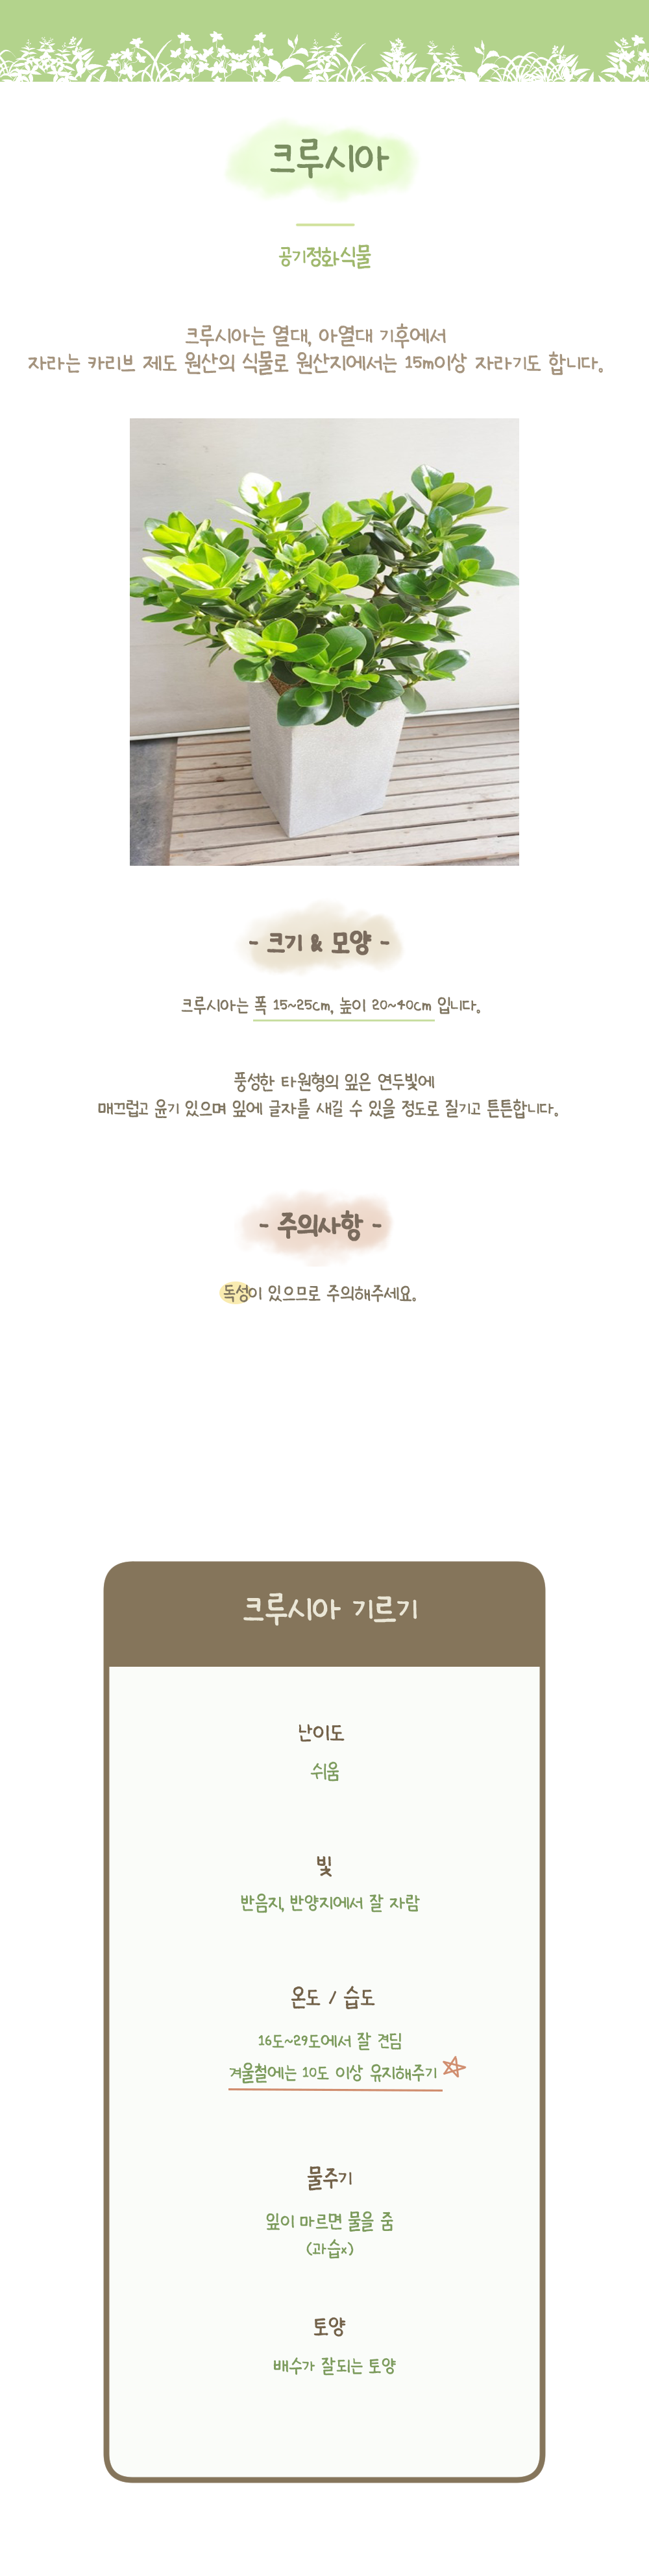 크루시아
공기정화식물
크루시아는 열대, 아열대 기후에서
자라는 카리브 제도 원산의 식물로 원산지에서는 15m이상 자라기도 합니다.
- 크기 & 모양 -
크루시아는 폭 15~25cm, 높이 20~40cm 입니다.
풍성한 타원형의 잎은 연두빛에
매끄럽고 윤기 있으며 잎에 글자를 새길 수 있을 정도로 질기고 튼튼합니다.
- 주의사항 -
독성이 있으므로 주의해주세요.
크루시아 기르기
난이도
쉬움
빛
반음지, 반양지에서 잘 자람
온도 / 습도
16도~29도에서 잘 견딤
겨울철에는 10도 이상 유지해주기
물주기
잎이 마르면 물을 줌
(과습x)
토양
배수가 잘되는 토양